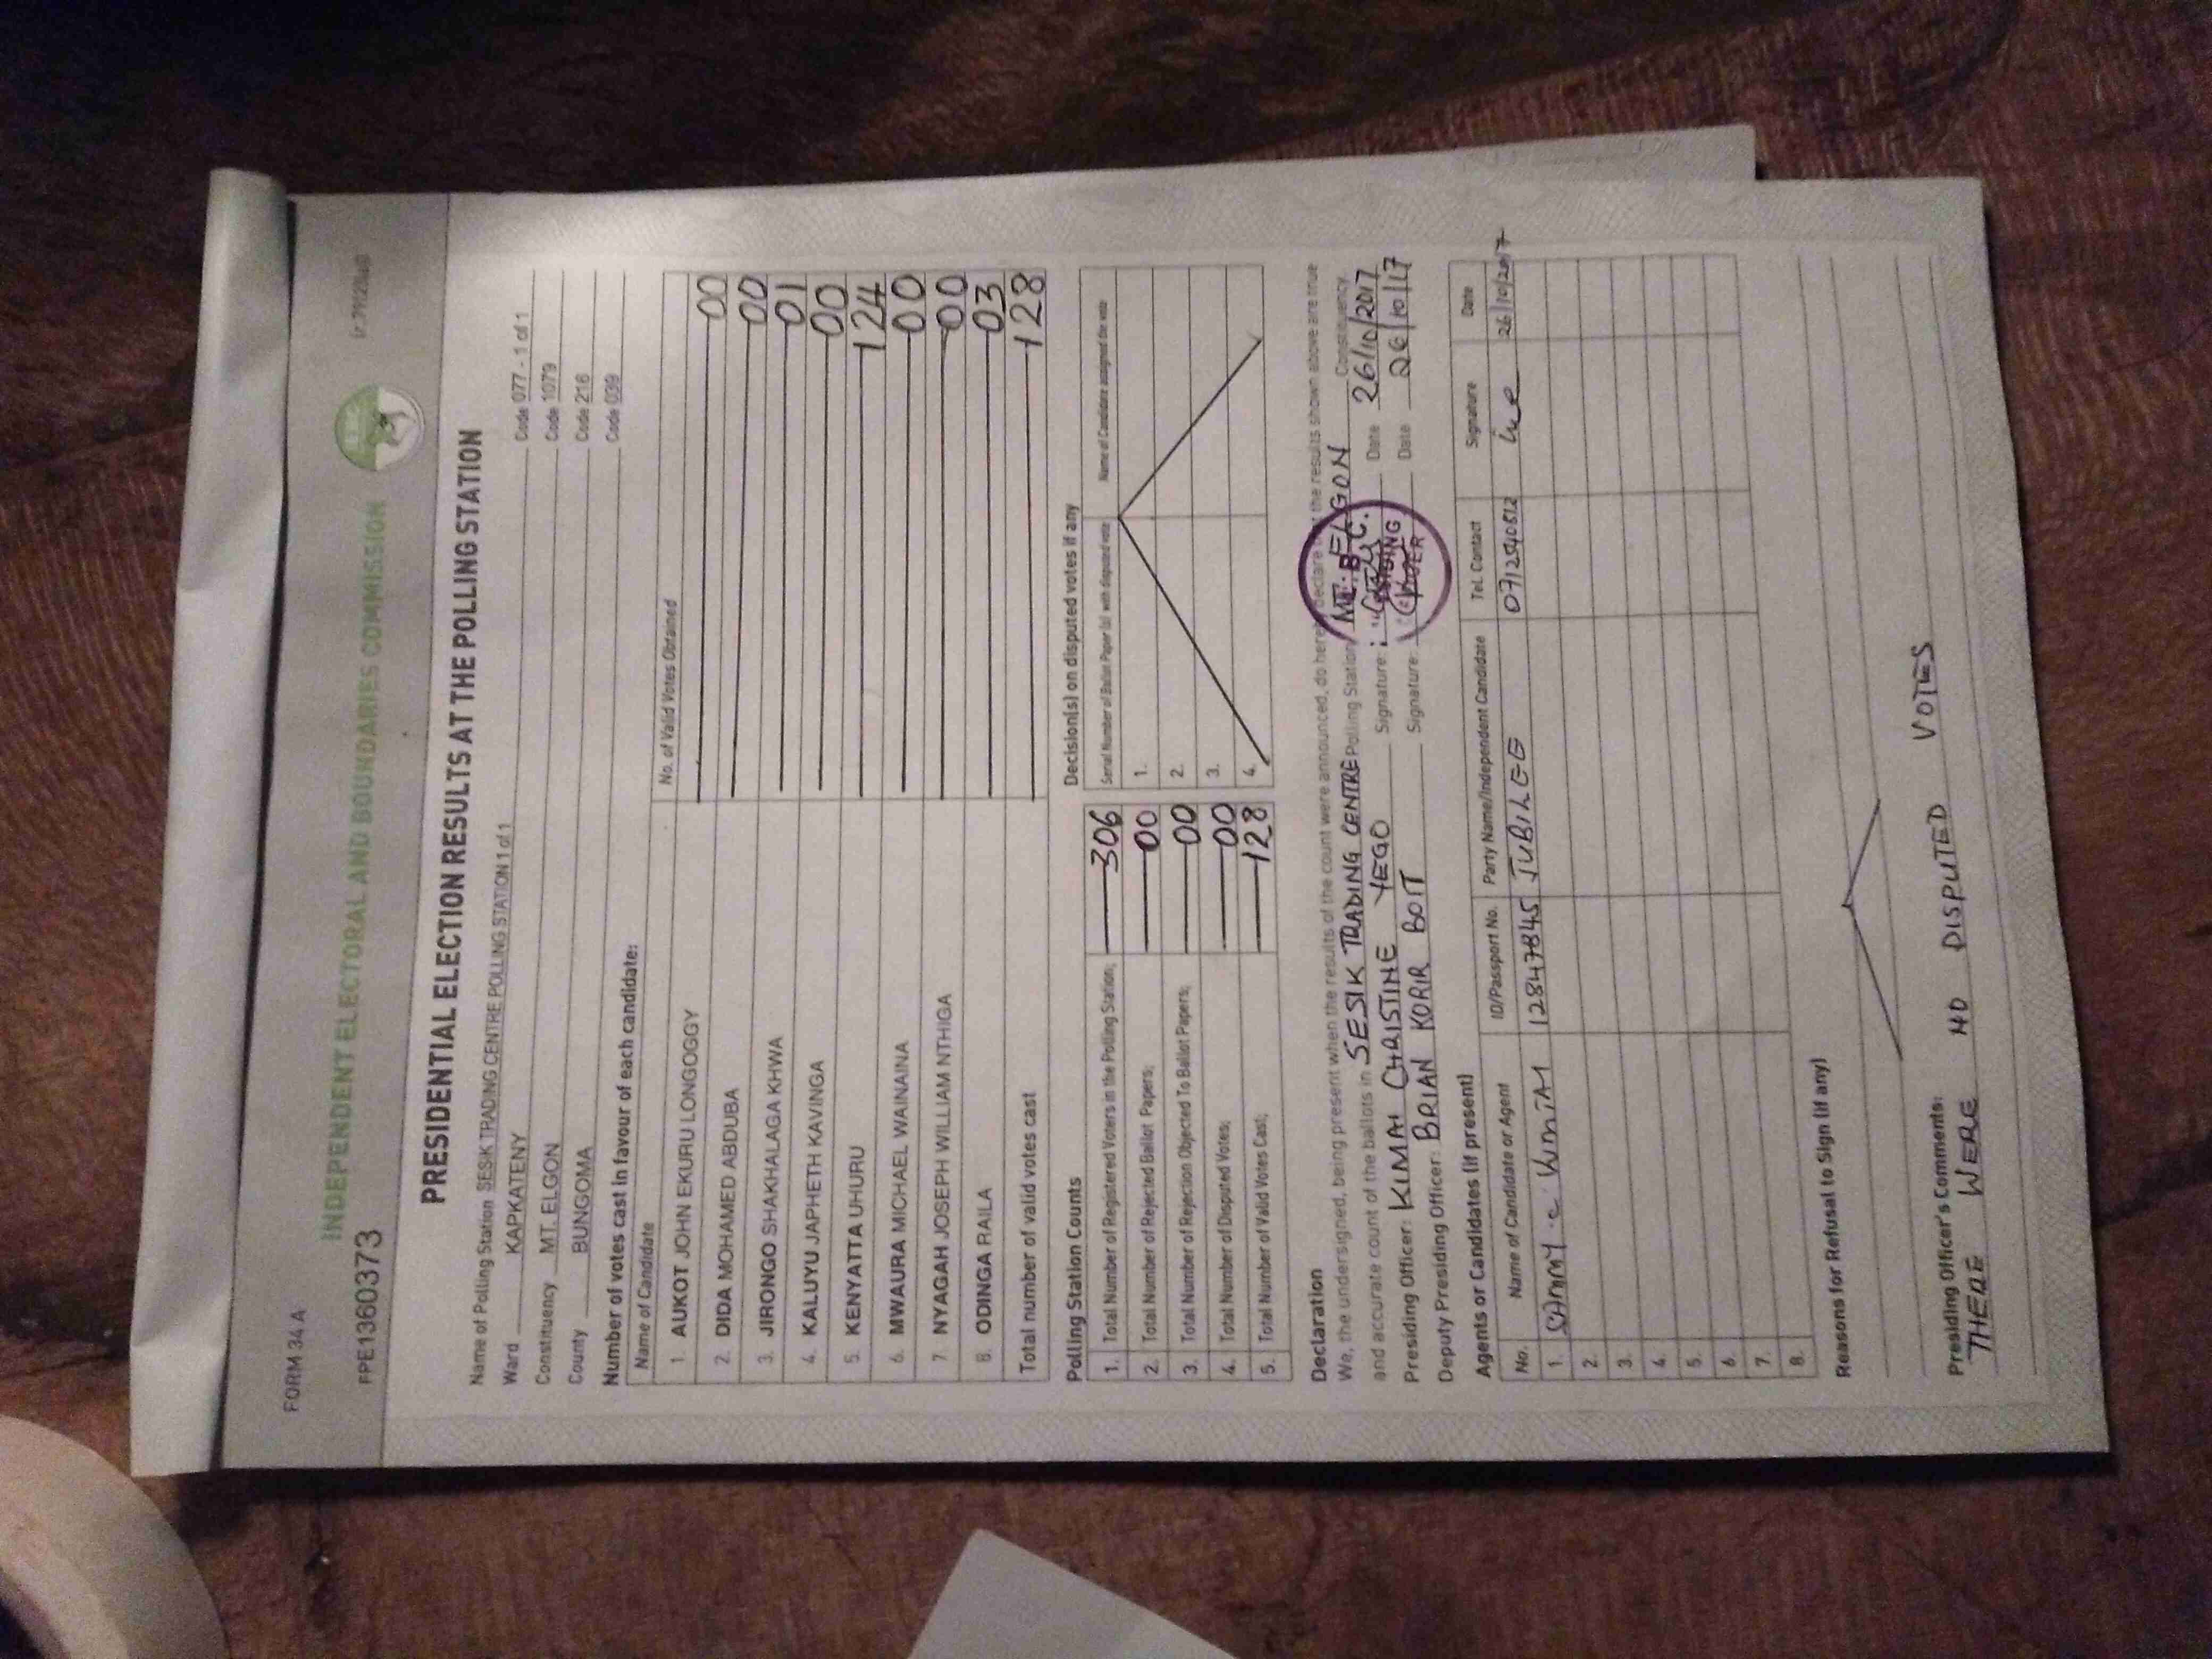 FORM 34 A
INDEPENDENT ELECTORAL AND BOUNDARIES COMMISSION
FPE1360373
PRESIDENTIAL ELECTION RESULTS AT THE POLLING STATION
Name of Polling Station SESIK TRADING CENTRE POLLING STATION 1 of 1 Code 077 - 1 of 1
Ward KAPKATENY Code 1079
Constituency MT. ELGON Code 216
County BUNGOMA Code 039
Number of votes cast in favour of each candidate:
Name of Candidate No. of Valid Votes Obtained
1. AUKOT JOHN EKURU LONGOGGY 00
2. DIDA MOHAMED ABDUBA 00
3. JIRONGO SHAKHALAGA KHWA 01
4. KALUYU JAPHETH KAVINGA 00
5. KENYATTA UHURU 124
6. MWAURA MICHAEL WAINAINA 00
7. NYAGAH JOSEPH WILLIAM NTHIGA 00
8. ODINGA RAILA 03
Total number of valid votes cast 128
Polling Station Counts
1. Total Number of Registered Voters in the Polling Station; 306
2. Total Number of Rejected Ballot Papers; 00
3. Total Number of Rejection Objected To Ballot Papers; 00
4. Total Number of Disputed Votes; 00
5. Total Number of Valid Votes Cast; 128
Decision(s) on disputed votes if any
Serial Number of Ballot Paper (s) with disputed vote Name of Candidate assigned the vote
1.
2.
3.
4.
Declaration
We, the undersigned, being present when the results of the count were announced, do hereby declare that the results shown above are true
and accurate count of the ballots in SESIK TRADING CENTRE Polling Station, MT. ELGON Constituency.
Presiding Officer: KIMAI CHRISTINE YEGO Signature: Date 26/10/2017
Deputy Presiding Officer: BRIAN KORIR BOIT Signature: Date 26/10/17
Agents or Candidates (if present)
No. Name of Candidate or Agent ID/Passport No. Party Name/Independent Candidate Tel. Contact Signature Date
1. SAMMY 12847845 JUBILEE 0712540512 26/10/2017
2.
3.
4.
5.
6.
7.
8.
Reasons for Refusal to Sign (if any)
Presiding Officer's Comments:
THERE WERE NO DISPUTED VOTES